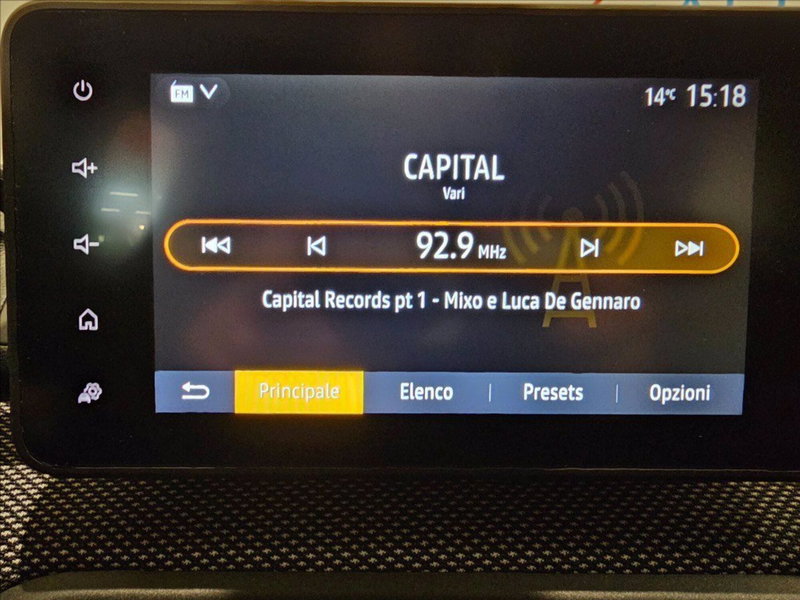 FM 14°C 15:18
CAPITAL
Vari
92.9 MHz
Capital Records pt 1 - Mixo e Luca De Gennaro
Principale Elenco Presets Opzioni